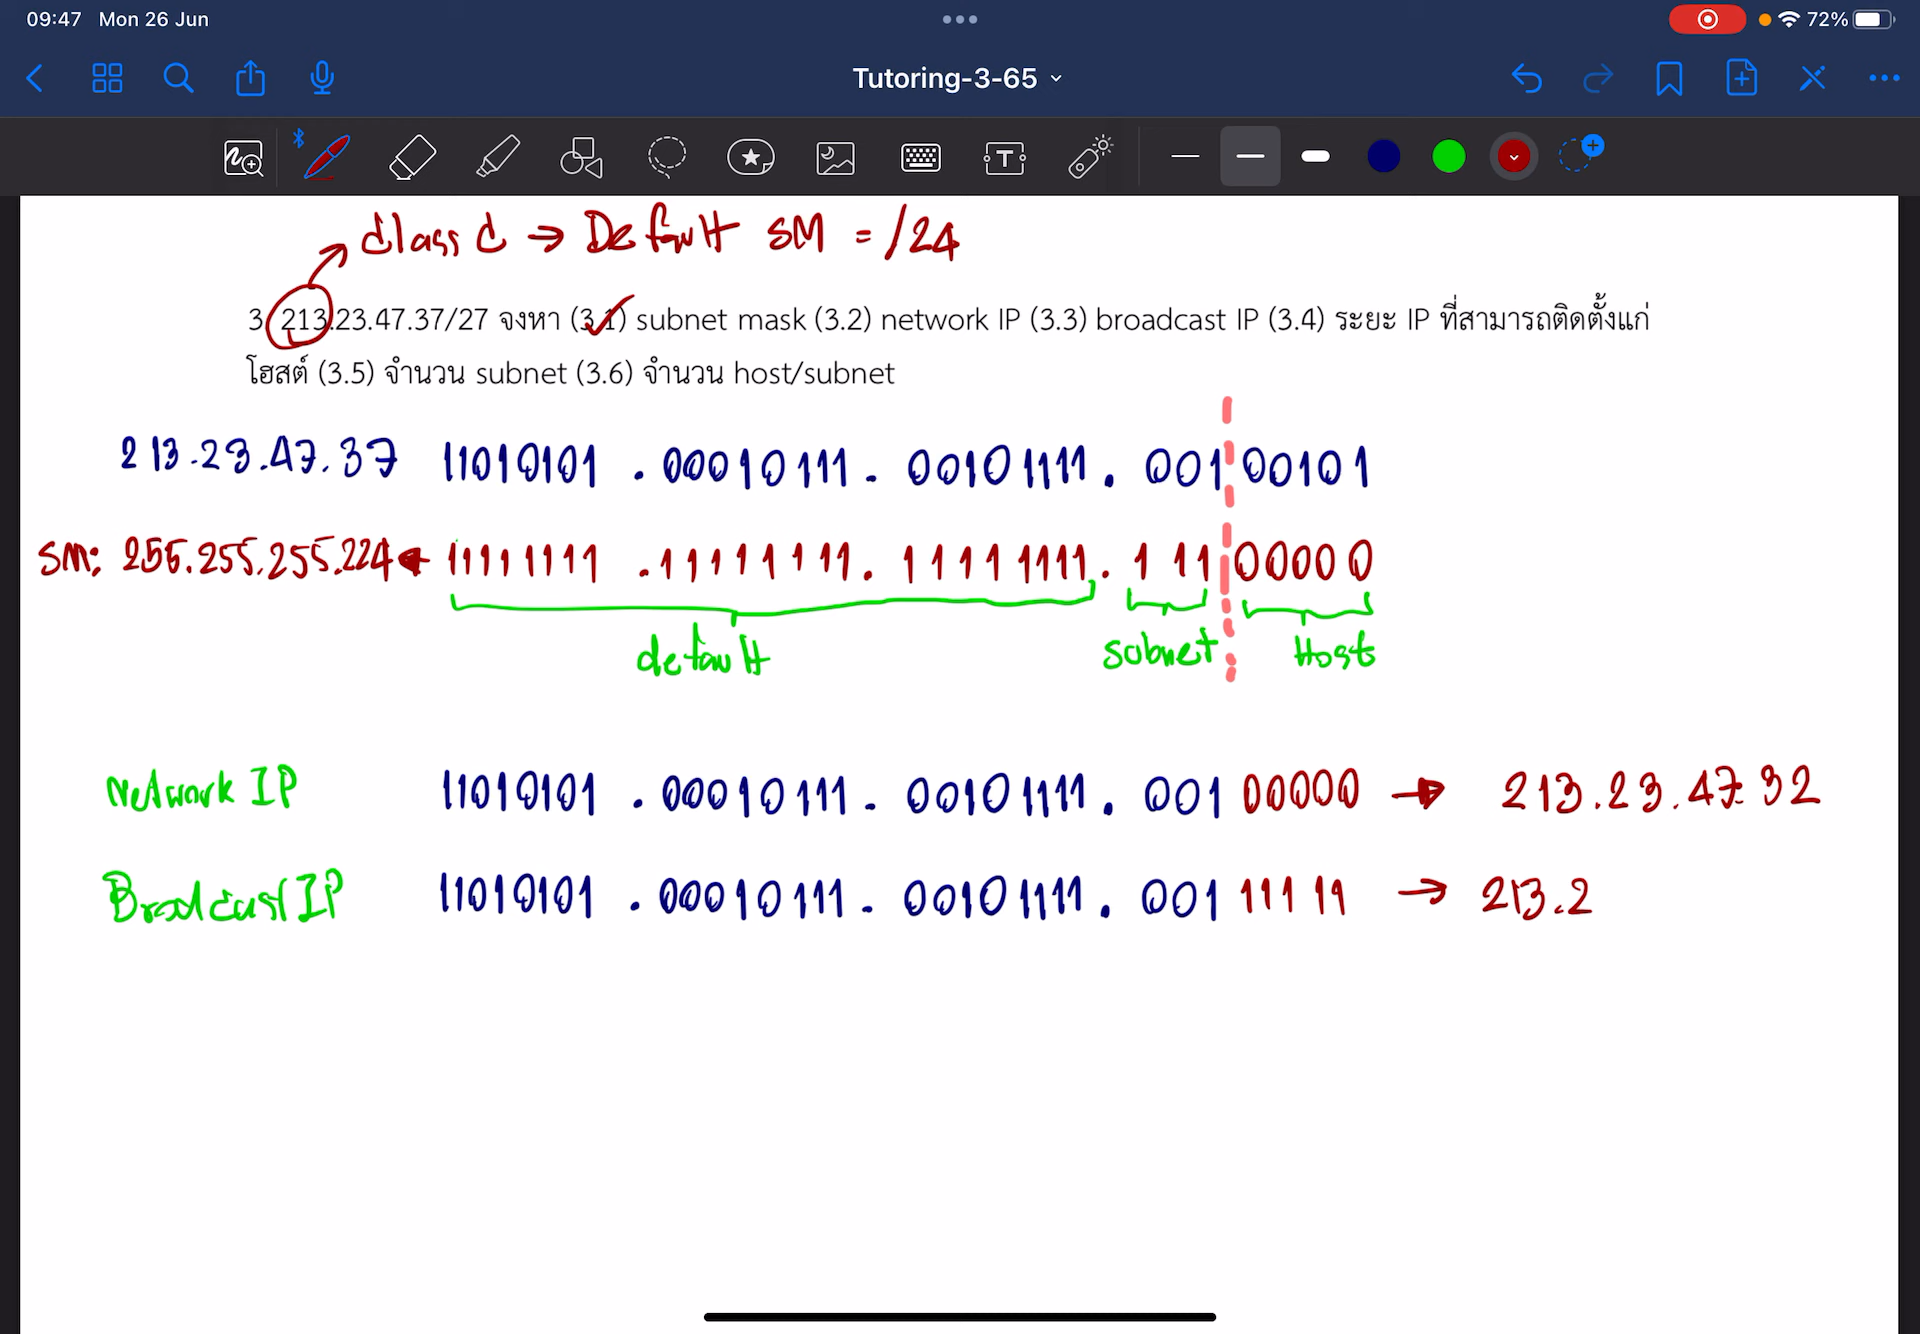 09:47 Mon 26 Jun
72%
Tutoring-3-65
Class C → Default SM = /24
3. 213.23.47.37/27 จงหา (3.1) subnet mask (3.2) network IP (3.3) broadcast IP (3.4) ระยะ IP ที่สามารถติดตั้งแก่
โฮสต์ (3.5) จำนวน subnet (3.6) จำนวน host/subnet
213.23.47.37 11010101 . 00010111 . 00101111 . 001 00101
SM: 255.255.255.224 ← 11111111 . 11111111 . 11111111 . 111 00000
default subnet Host
Network IP 11010101 . 00010111 . 00101111 . 001 00000 → 213.23.47.32
Brodcast IP 11010101 . 00010111 . 00101111 . 001 11111 → 213.2